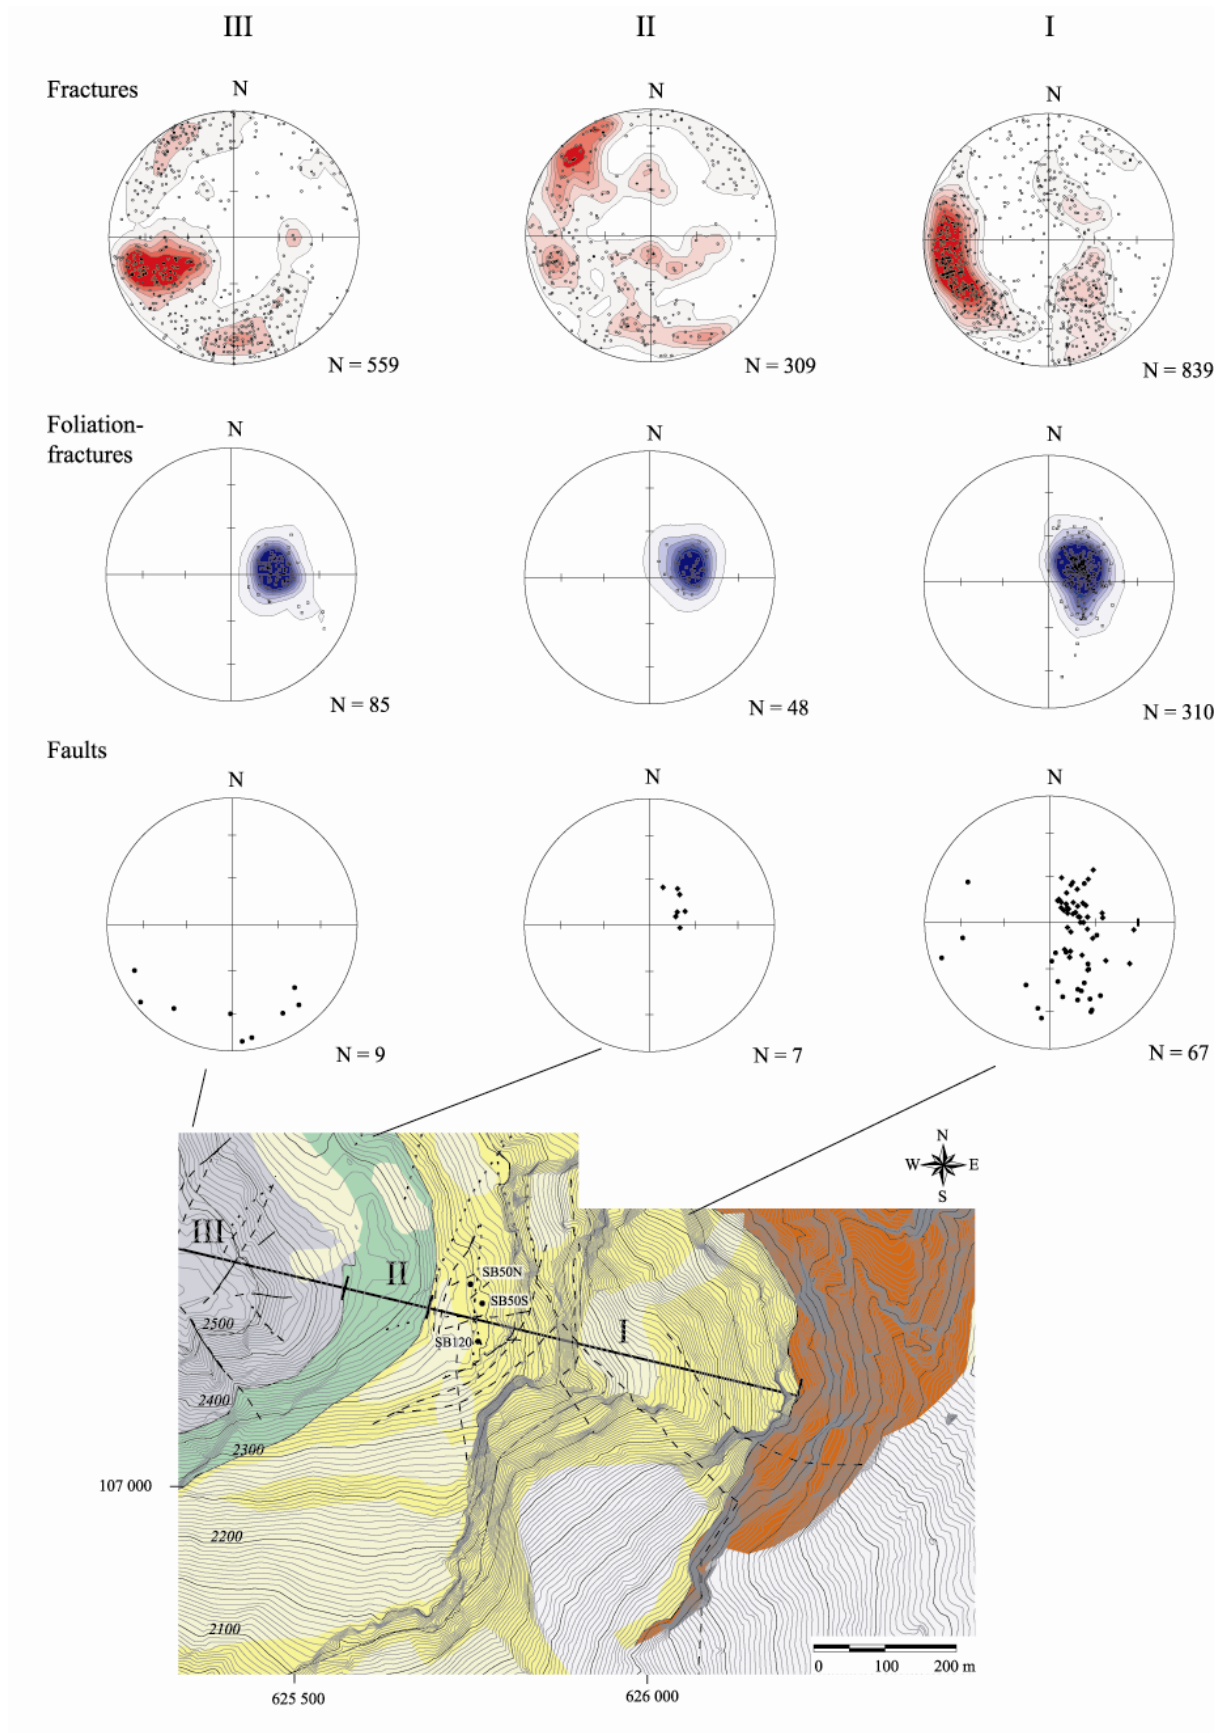 III II I
Fractures
N N N
N = 559 N = 309 N = 839
Foliation-
fractures
N N N
N = 85 N = 48 N = 310
Faults
N N N
N = 9 N = 7 N = 67
N
W E
S
III
II
SB50N
SB50S
I
2500
SB120
2400
2300
107 000
2200
2100
0 100 200 m
625 500 626 000